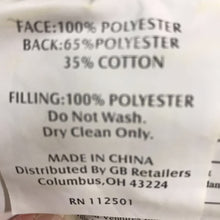 FACE:100% POLYESTER
BACK:65%POLYESTER
35% COTTON
FILLING:100% POLYESTER
Do Not Wash.
Dry Clean Only.
MADE IN CHINA
Distributed By GB Retailers
Columbus,OH 43224
RN 112501